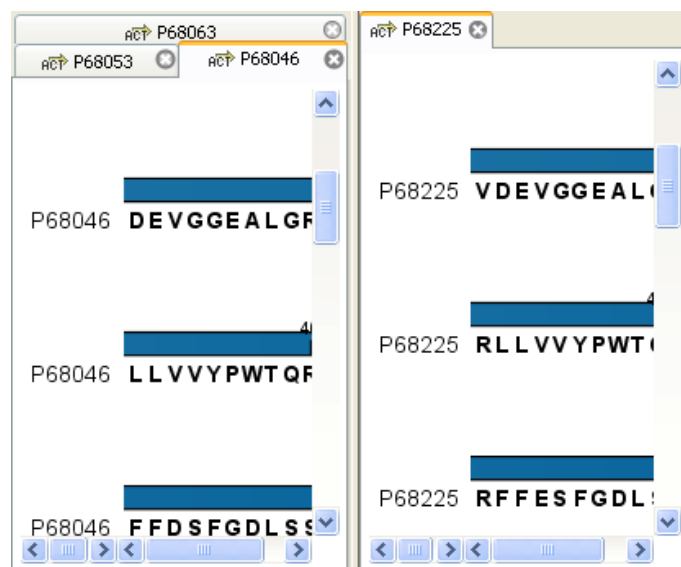 P68063
P68053 P68046
P68046 DEVGGEALGR
P68046 LLVVYPWTQR
P68046 FFDSFGDLSS
P68225
P68225 VDEVGGEAL
P68225 RLLVVYPWT
P68225 RFFESFGDL